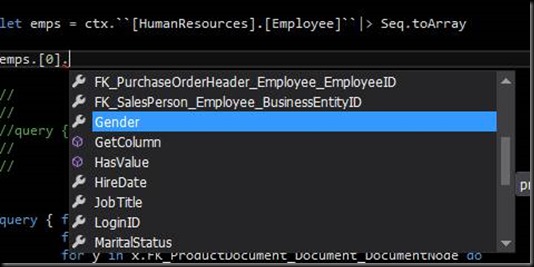 let emps = ctx.``[HumanResources].[Employee]``|> Seq.toArray
emps.[0].
FK_PurchaseOrderHeader_Employee_EmployeeID
//
FK_SalesPerson_Employee_BusinessEntityID
//
Gender
//query {
GetColumn
//
HasValue
//
HireDate
JobTitle
query { f
LoginID
f
MaritalStatus
for y in x.FK_ProductDocument_Document_DocumentNode do